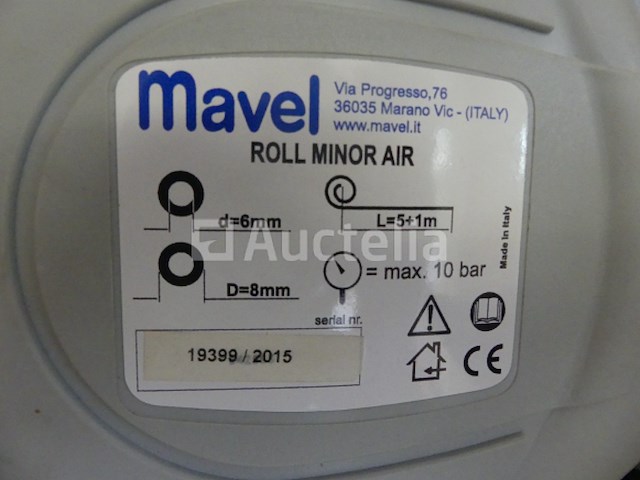 mavel
Via Progresso,76
36035 Marano Vic - (ITALY)
www.mavel.it
ROLL MINOR AIR
d=6mm
L=5÷1m
Auctelia
D=8mm
= max. 10 bar
Made in Italy
serial nr.
19399 / 2015
CE